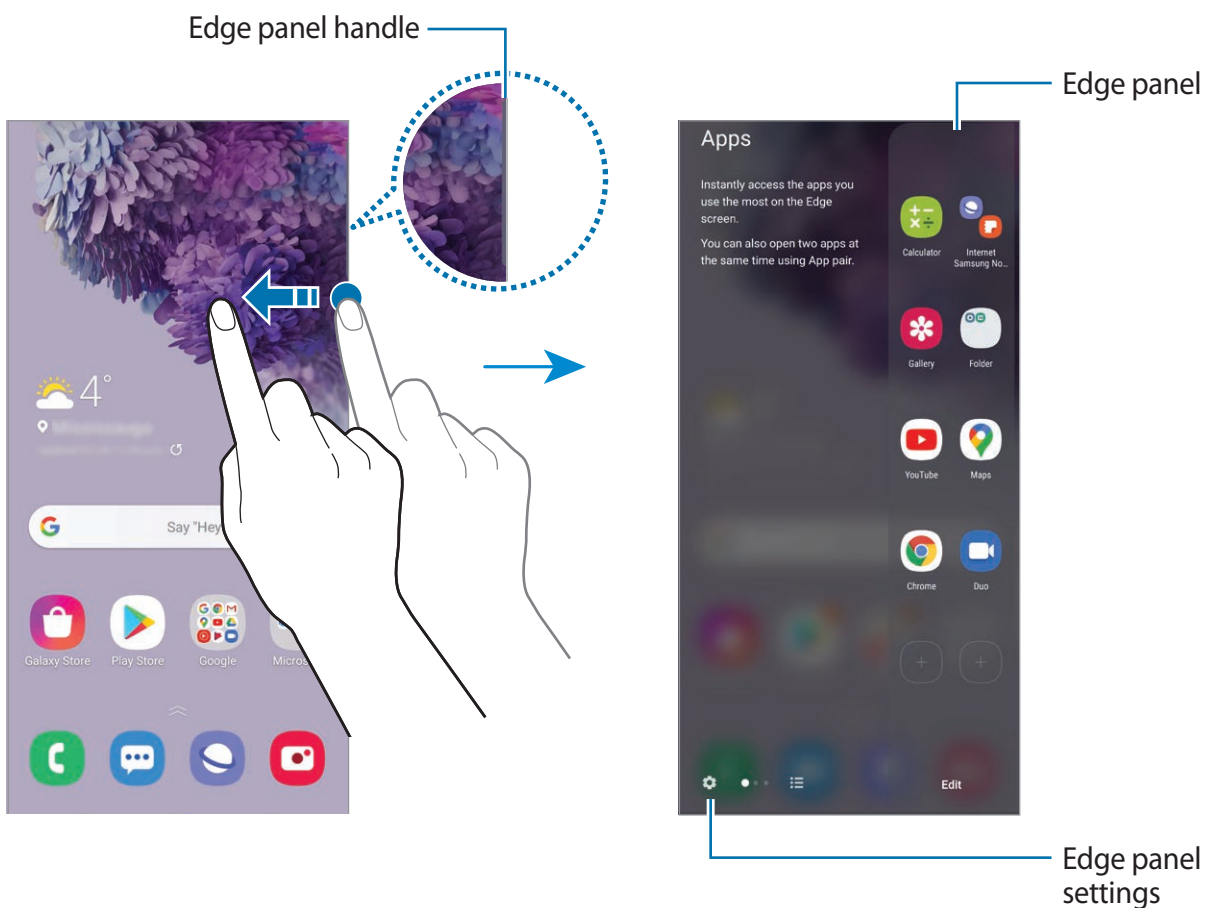 Edge panel handle
Edge panel
4°
Say "Hey
Galaxy Store
Play Store
Google
Micros
Apps
Instantly access the apps you
use the most on the Edge
screen.
You can also open two apps at
the same time using App pair.
Calculator
Internet
Samsung No...
Gallery
Folder
YouTube
Maps
Chrome
Duo
Edit
Edge panel
settings